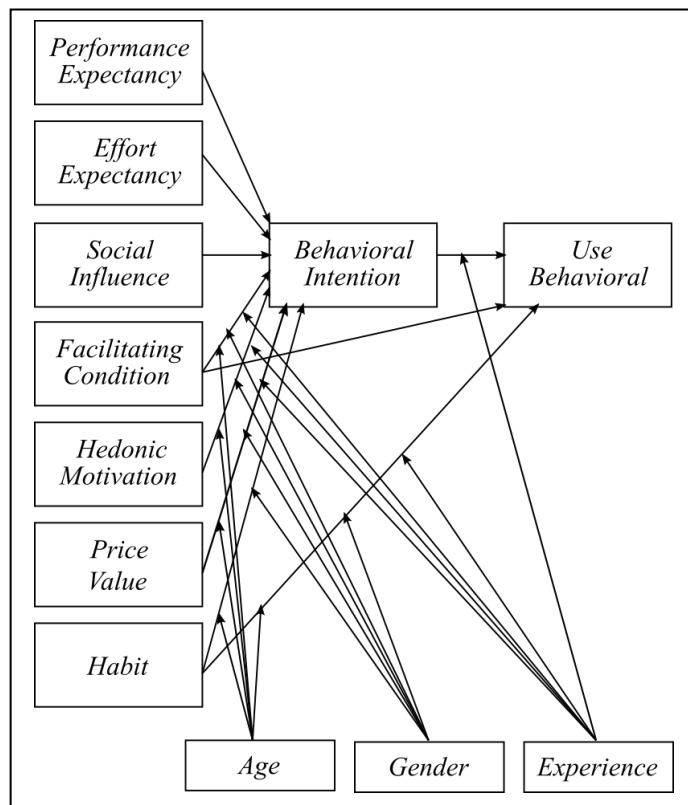 Performance
Expectancy
Effort
Expectancy
Social
Influence
Behavioral
Intention
Use
Behavioral
Facilitating
Condition
Hedonic
Motivation
Price
Value
Habit
Age
Gender
Experience